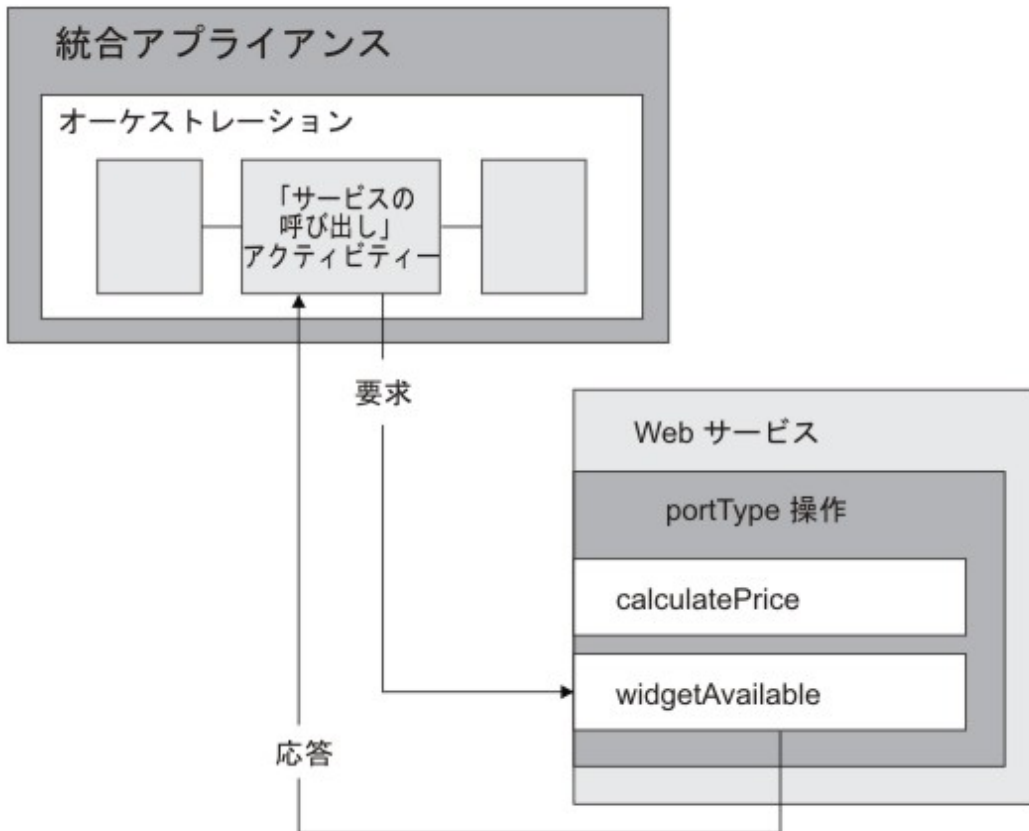 統合アプライアンス
オーケストレーション
「サービスの
呼び出し」
アクティビティー
要求
Web サービス
portType 操作
calculatePrice
widgetAvailable
応答